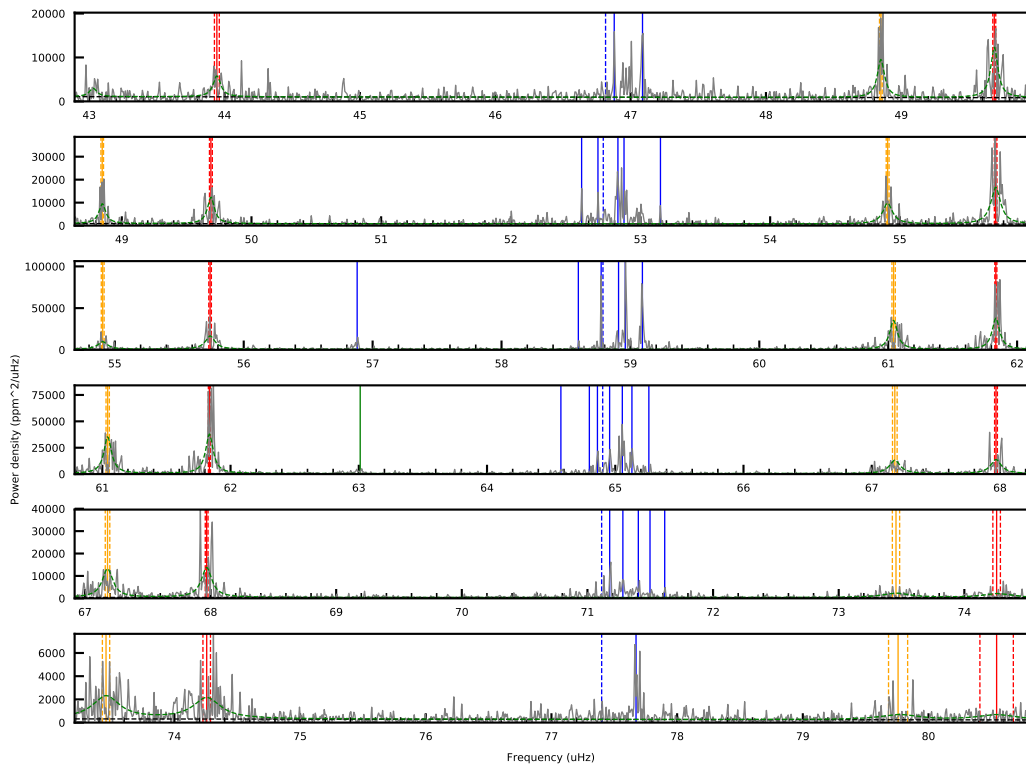 20000
10000
0
43 44 45 46 47 48 49
30000
20000
10000
0
49 50 51 52 53 54 55
100000
50000
0
55 56 57 58 59 60 61 62
75000
50000
25000
0
61 62 63 64 65 66 67 68
Power density (ppm^2/uHz)
40000
30000
20000
10000
0
67 68 69 70 71 72 73 74
6000
4000
2000
0
74 75 76 77 78 79 80
Frequency (uHz)